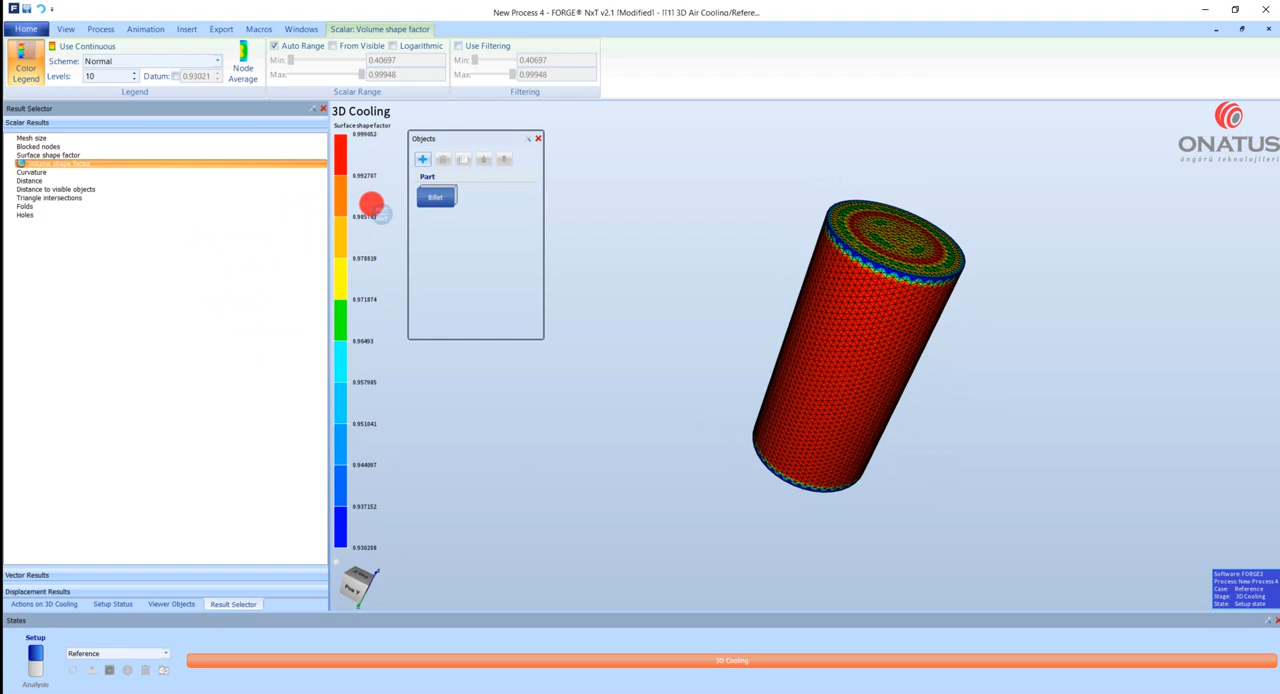 New Process 4 - FORGE® NxT v2.1 [Modified] - [[1] 3D Air Cooling/Refere...
Home View Process Animation Insert Export Macros Windows Scalar: Volume shape factor
Use Continuous
Scheme: Normal
Levels: 10 Datum: 0.93021
Color Legend
Node Average
Legend
Auto Range From Visible Logarithmic
Min: 0.40697
Max: 0.99948
Scalar Range
Use Filtering
Min: 0.40697
Max: 0.99948
Filtering
Result Selector
Scalar Results
Mesh size
Blocked nodes
Surface shape factor
Volume shape factor
Curvature
Distance
Distance to visible objects
Triangle intersections
Folds
Holes
Vector Results
Displacement Results
Actions on 3D Cooling Setup Status Viewer Objects Result Selector
3D Cooling
Surface shape factor
0.999652
0.992707
0.985763
0.978819
0.971874
0.96493
0.957985
0.951041
0.944097
0.937152
0.930208
Objects
Part
Billet
ONATUS
öngörü teknolojileri
Pos Y
Software: FORGE3
Process: New Process 4
Case: Reference
Stage: 3D Cooling
State: Setup state
States
Setup
Reference
Analysis
3D Cooling